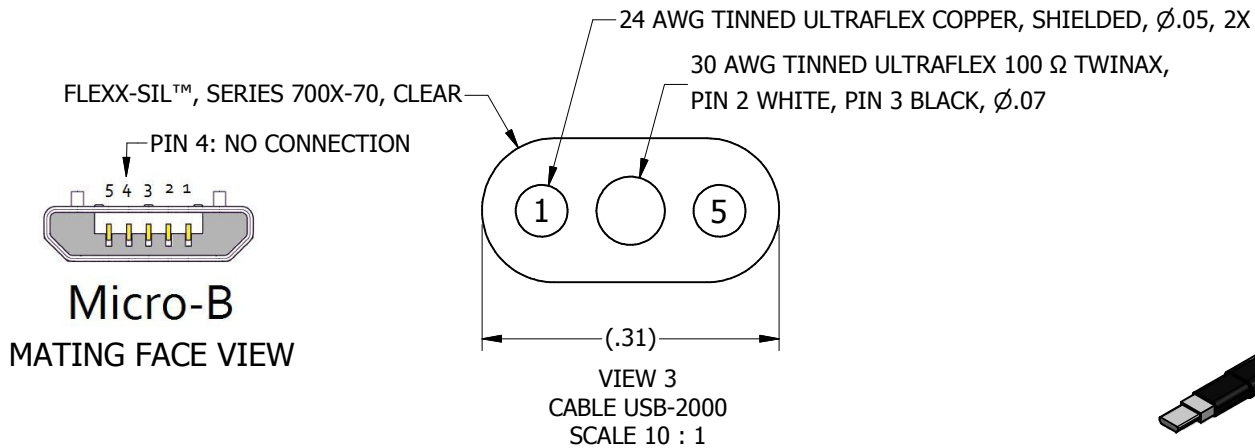 24 AWG TINNED ULTRAFLEX COPPER, SHIELDED, Ø.05, 2X
30 AWG TINNED ULTRAFLEX 100 Ω TWINAX,
PIN 2 WHITE, PIN 3 BLACK, Ø.07
FLEXX-SIL™, SERIES 700X-70, CLEAR
PIN 4: NO CONNECTION
5 4 3 2 1
Micro-B
MATING FACE VIEW
1
5
(.31)
VIEW 3
CABLE USB-2000
SCALE 10 : 1